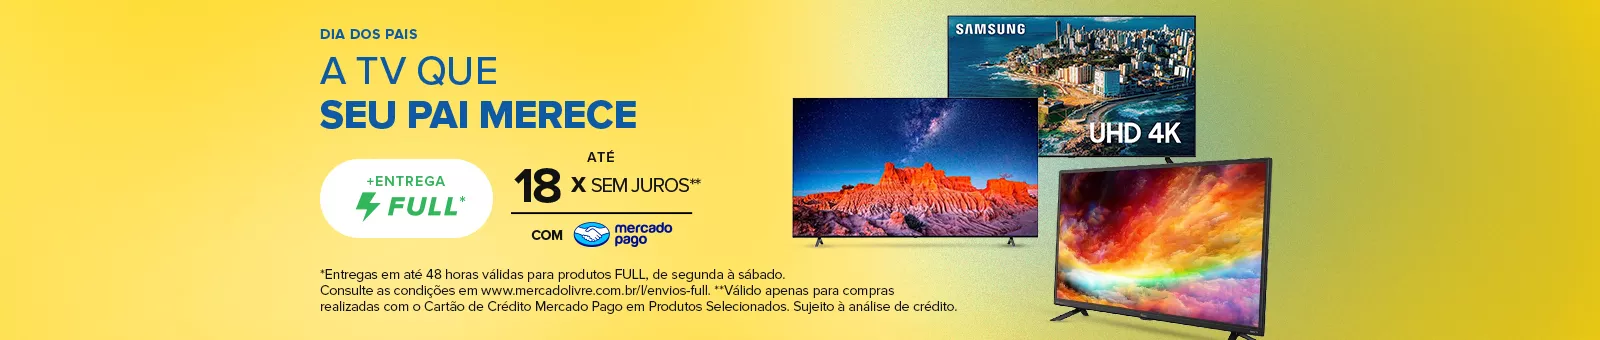 DIA DOS PAIS
A TV QUE
SEU PAI MERECE
+ENTREGA
FULL*
ATÉ
18 X SEM JUROS**
COM mercado pago
*Entregas em até 48 horas válidas para produtos FULL, de segunda à sábado.
Consulte as condições em www.mercadolivre.com.br/l/envios-full. **Válido apenas para compras
realizadas com o Cartão de Crédito Mercado Pago em Produtos Selecionados. Sujeito à análise de crédito.
SAMSUNG
UHD 4K